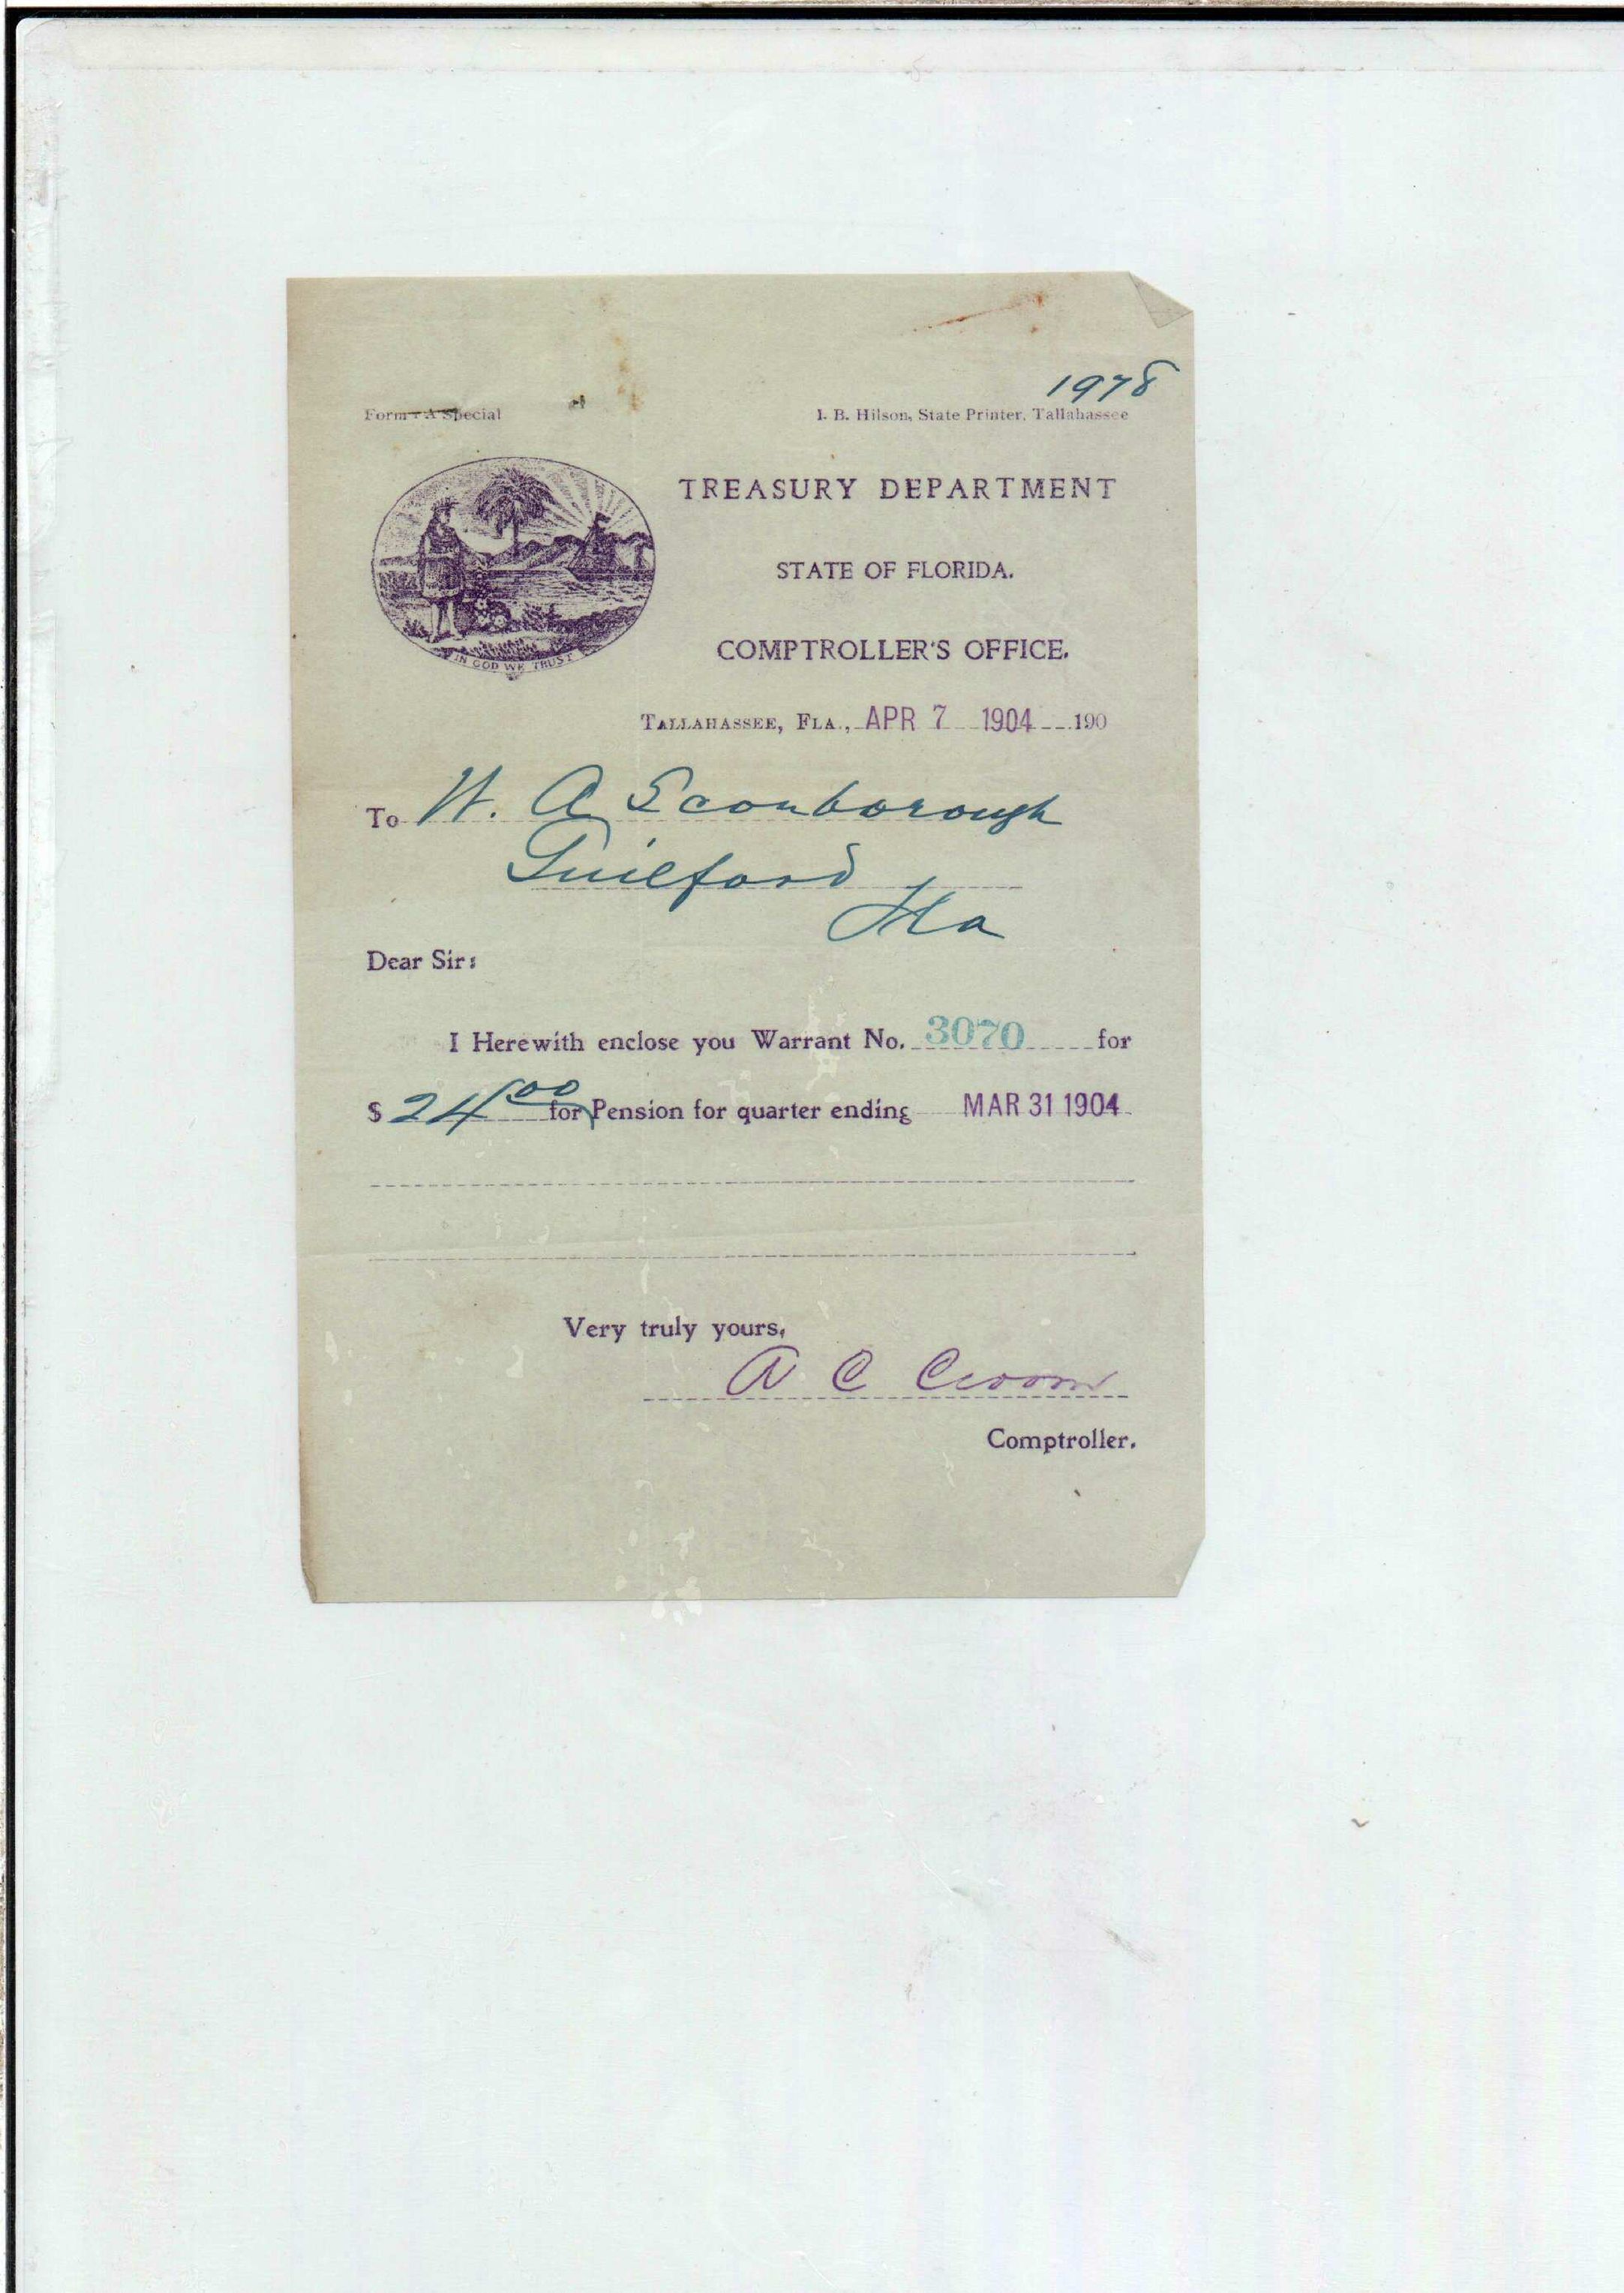 1978
Form - A Special
I. B. Hilson, State Printer, Tallahassee
TREASURY DEPARTMENT
STATE OF FLORIDA.
COMPTROLLER'S OFFICE.
IN GOD WE TRUST
TALLAHASSEE, FLA., APR 7 1904 190
To W. A Scarborough
Guilford
Fla
Dear Sir:
I Herewith enclose you Warrant No. 3070 for
$ 24 00 for Pension for quarter ending MAR 31 1904
Very truly yours,
A C Croom
Comptroller.